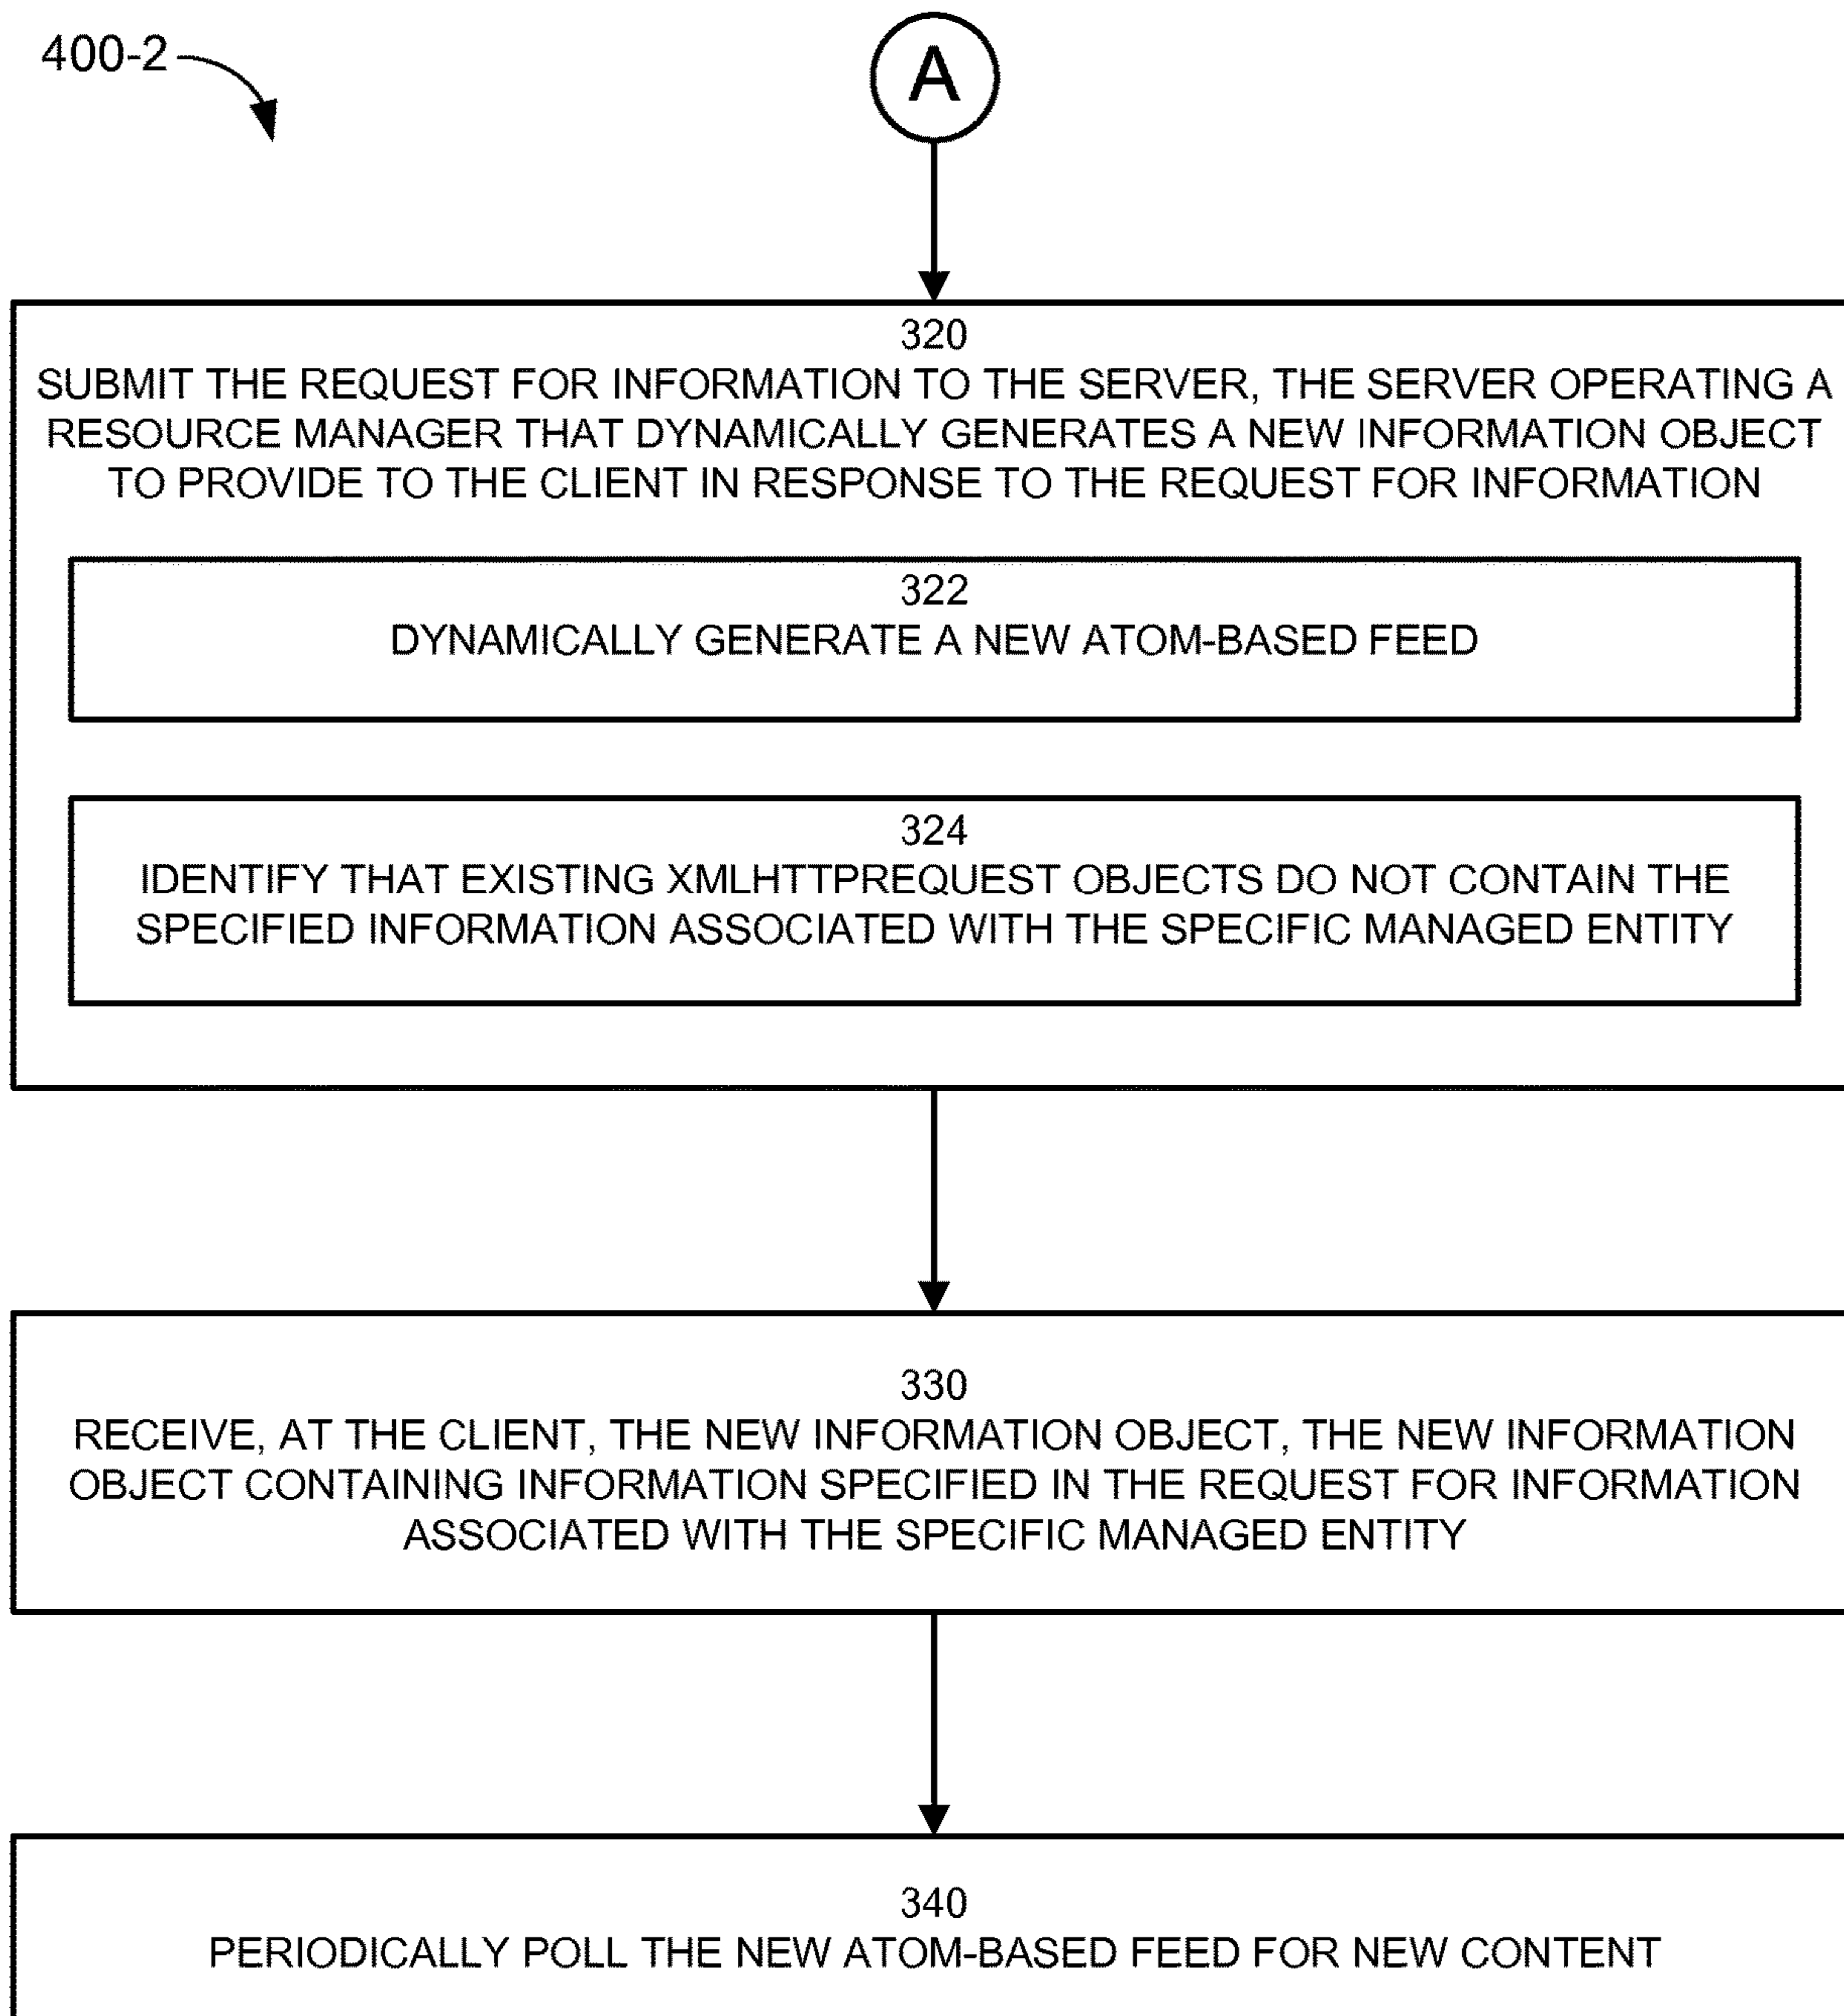 400-2
A
320
SUBMIT THE REQUEST FOR INFORMATION TO THE SERVER, THE SERVER OPERATING A
RESOURCE MANAGER THAT DYNAMICALLY GENERATES A NEW INFORMATION OBJECT
TO PROVIDE TO THE CLIENT IN RESPONSE TO THE REQUEST FOR INFORMATION
322
DYNAMICALLY GENERATE A NEW ATOM-BASED FEED
324
IDENTIFY THAT EXISTING XMLHTTPREQUEST OBJECTS DO NOT CONTAIN THE
SPECIFIED INFORMATION ASSOCIATED WITH THE SPECIFIC MANAGED ENTITY
330
RECEIVE, AT THE CLIENT, THE NEW INFORMATION OBJECT, THE NEW INFORMATION
OBJECT CONTAINING INFORMATION SPECIFIED IN THE REQUEST FOR INFORMATION
ASSOCIATED WITH THE SPECIFIC MANAGED ENTITY
340
PERIODICALLY POLL THE NEW ATOM-BASED FEED FOR NEW CONTENT